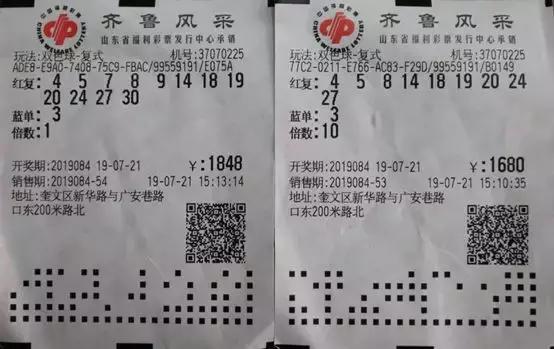 齐鲁风采
山东省福利彩票发行中心承销
玩法:双色球-复式 机号:37070225
ADE8-E9A0-7408-75C9-FBAC/99559191/E075A
红复: 4 5 7 8 9 14 18 19
20 24 27 30
蓝单: 3
倍数:1
开奖期:2019084 19-07-21 ￥:1848
销售期:2019084-54 19-07-21 15:13:14
地址:奎文区新华路与广安巷路
口东200米路北
齐鲁风采
山东省福利彩票发行中心承销
玩法:双色球-复式 机号:37070225
77C2-0211-E766-AC83-F29D/99559191/B0149
红复: 4 5 8 14 18 19 20 24
27
蓝单: 3
倍数:10
开奖期:2019084 19-07-21 ￥:1680
销售期:2019084-53 19-07-21 15:10:35
地址:奎文区新华路与广安巷路
口东200米路北